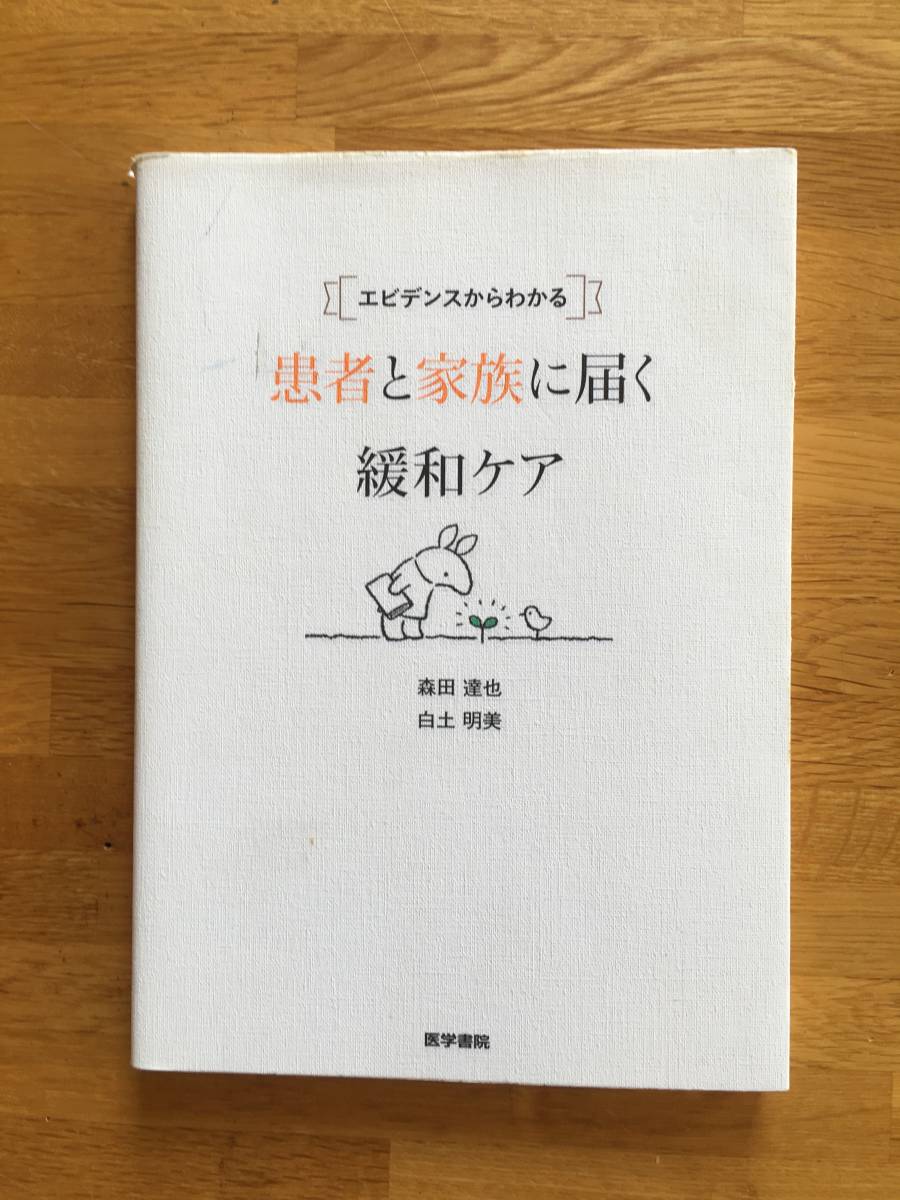 エビデンスからわかる
患者と家族に届く
緩和ケア
森田 達也
白土 明美
医学書院